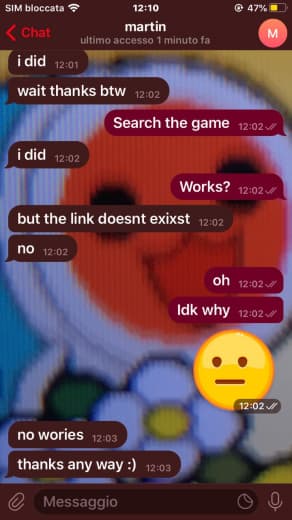 SIM bloccata 12:10 47%
Chat martin M
ultimo accesso 1 minuto fa
i did 12:01
wait thanks btw 12:02
Search the game 12:02
i did 12:02
Works? 12:02
but the link doesnt exixst 12:02
no 12:02
oh 12:02
Idk why 12:02
12:02
no wories 12:03
thanks any way :) 12:03
Messaggio